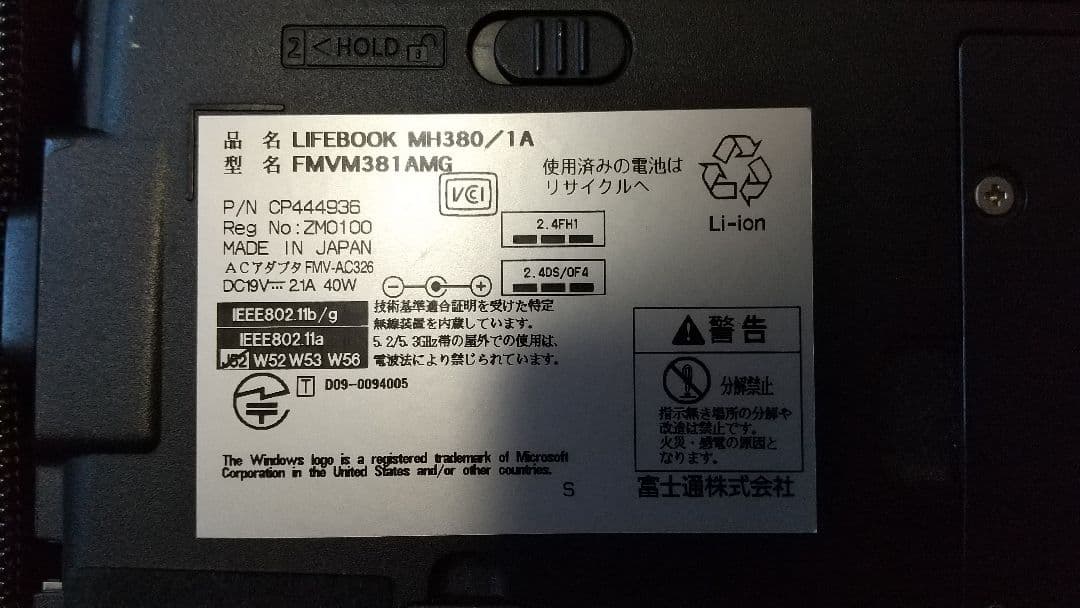 2 <HOLD
品 名 LIFEBOOK MH380/1A
型 名 FMVM381AMG
使用済みの電池は
リサイクルへ
Li-ion
VCI
P/N CP444936
Reg No:ZM0100
MADE IN JAPAN
ACアダプタ FMV-AC326
DC19V⎓ 2.1A 40W
2.4FH1
2.4DS/OF4
IEEE802.11b/g
IEEE802.11a
J52 W52 W53 W56
技術基準適合証明を受けた特定
無線装置を内蔵しています。
5.2/5.3GHz帯の屋外での使用は、
電波法により禁じられています。
T D09-0094005
The Windows logo is a registered trademark of Microsoft
Corporation in the United States and/or other countries.
S
警告
分解禁止
指示無き場所の分解や
改造は禁止です。
火災・感電の原因と
なります。
富士通株式会社